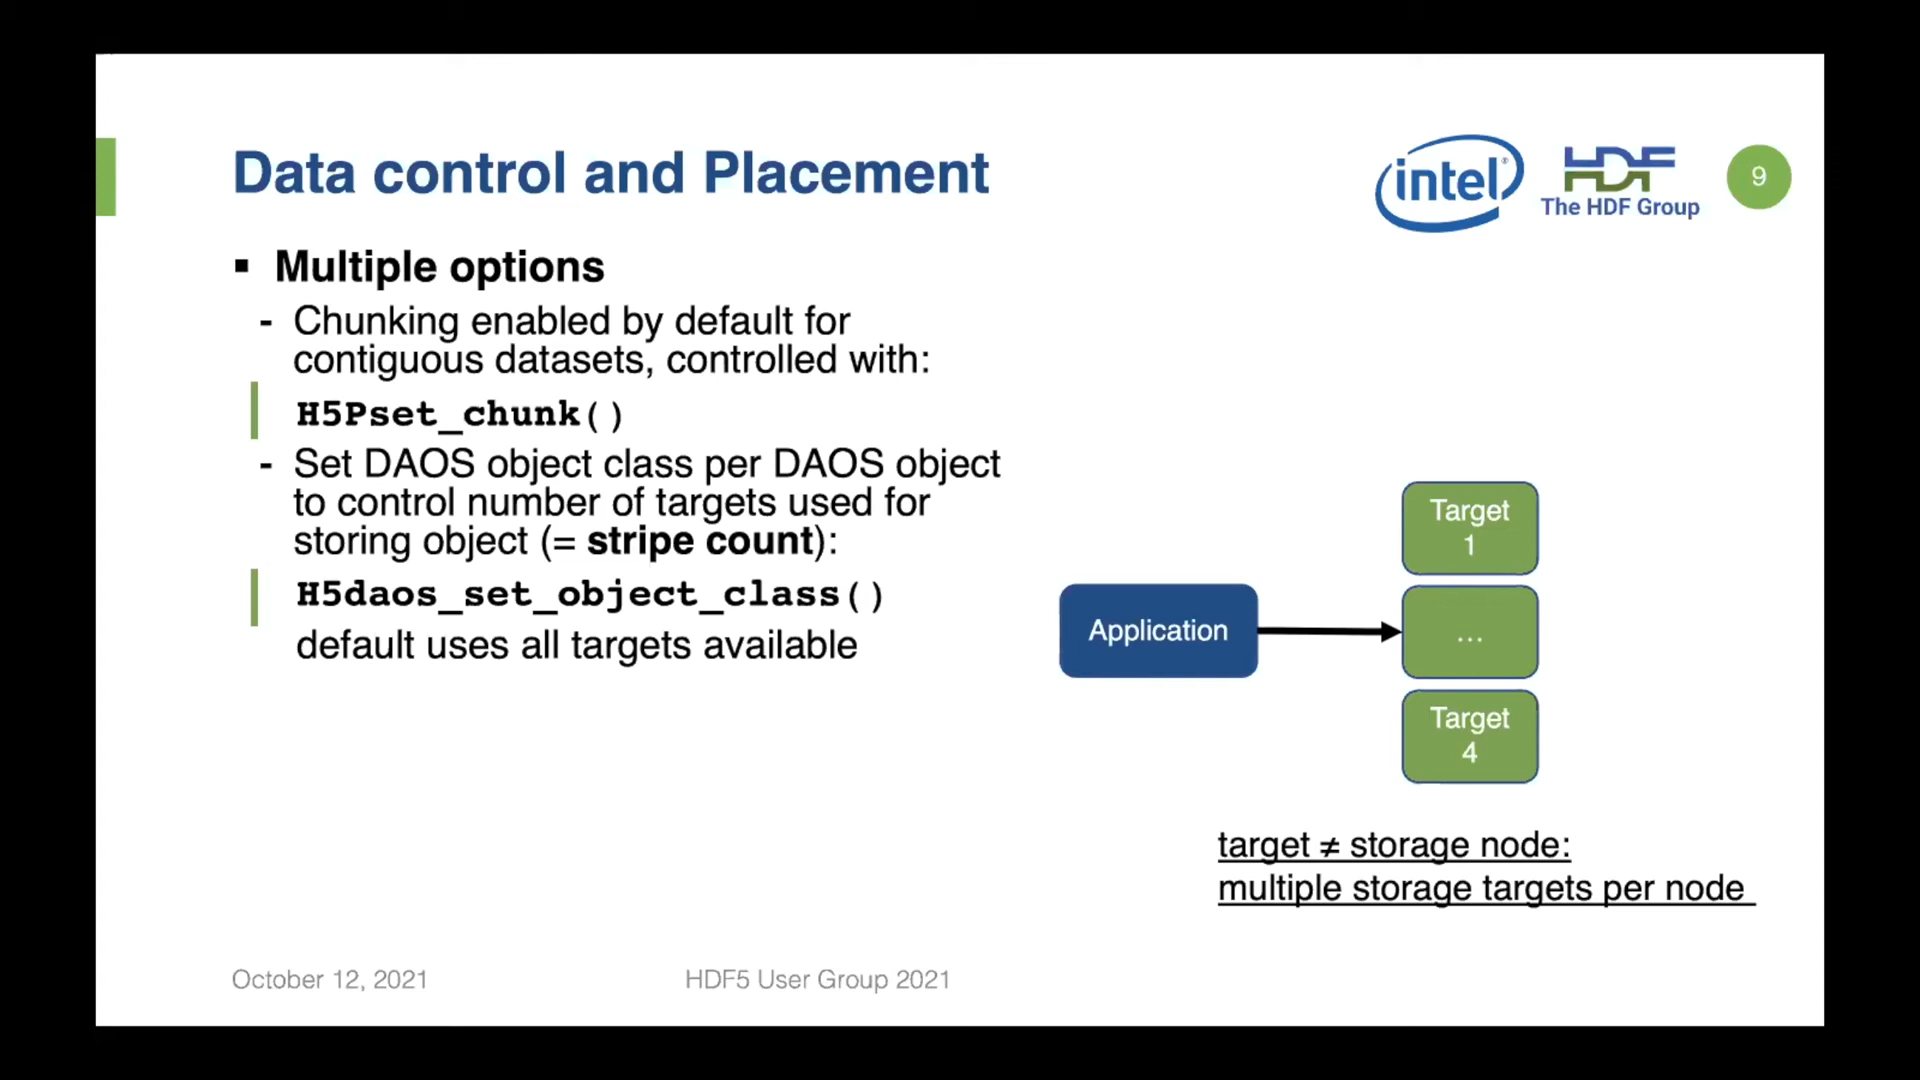 Data control and Placement
intel
HDF
The HDF Group
9
▪ Multiple options
- Chunking enabled by default for
contiguous datasets, controlled with:
H5Pset_chunk()
- Set DAOS object class per DAOS object
to control number of targets used for
storing object (= stripe count):
H5daos_set_object_class()
default uses all targets available
Application
Target
1
...
Target
4
target ≠ storage node:
multiple storage targets per node
October 12, 2021
HDF5 User Group 2021